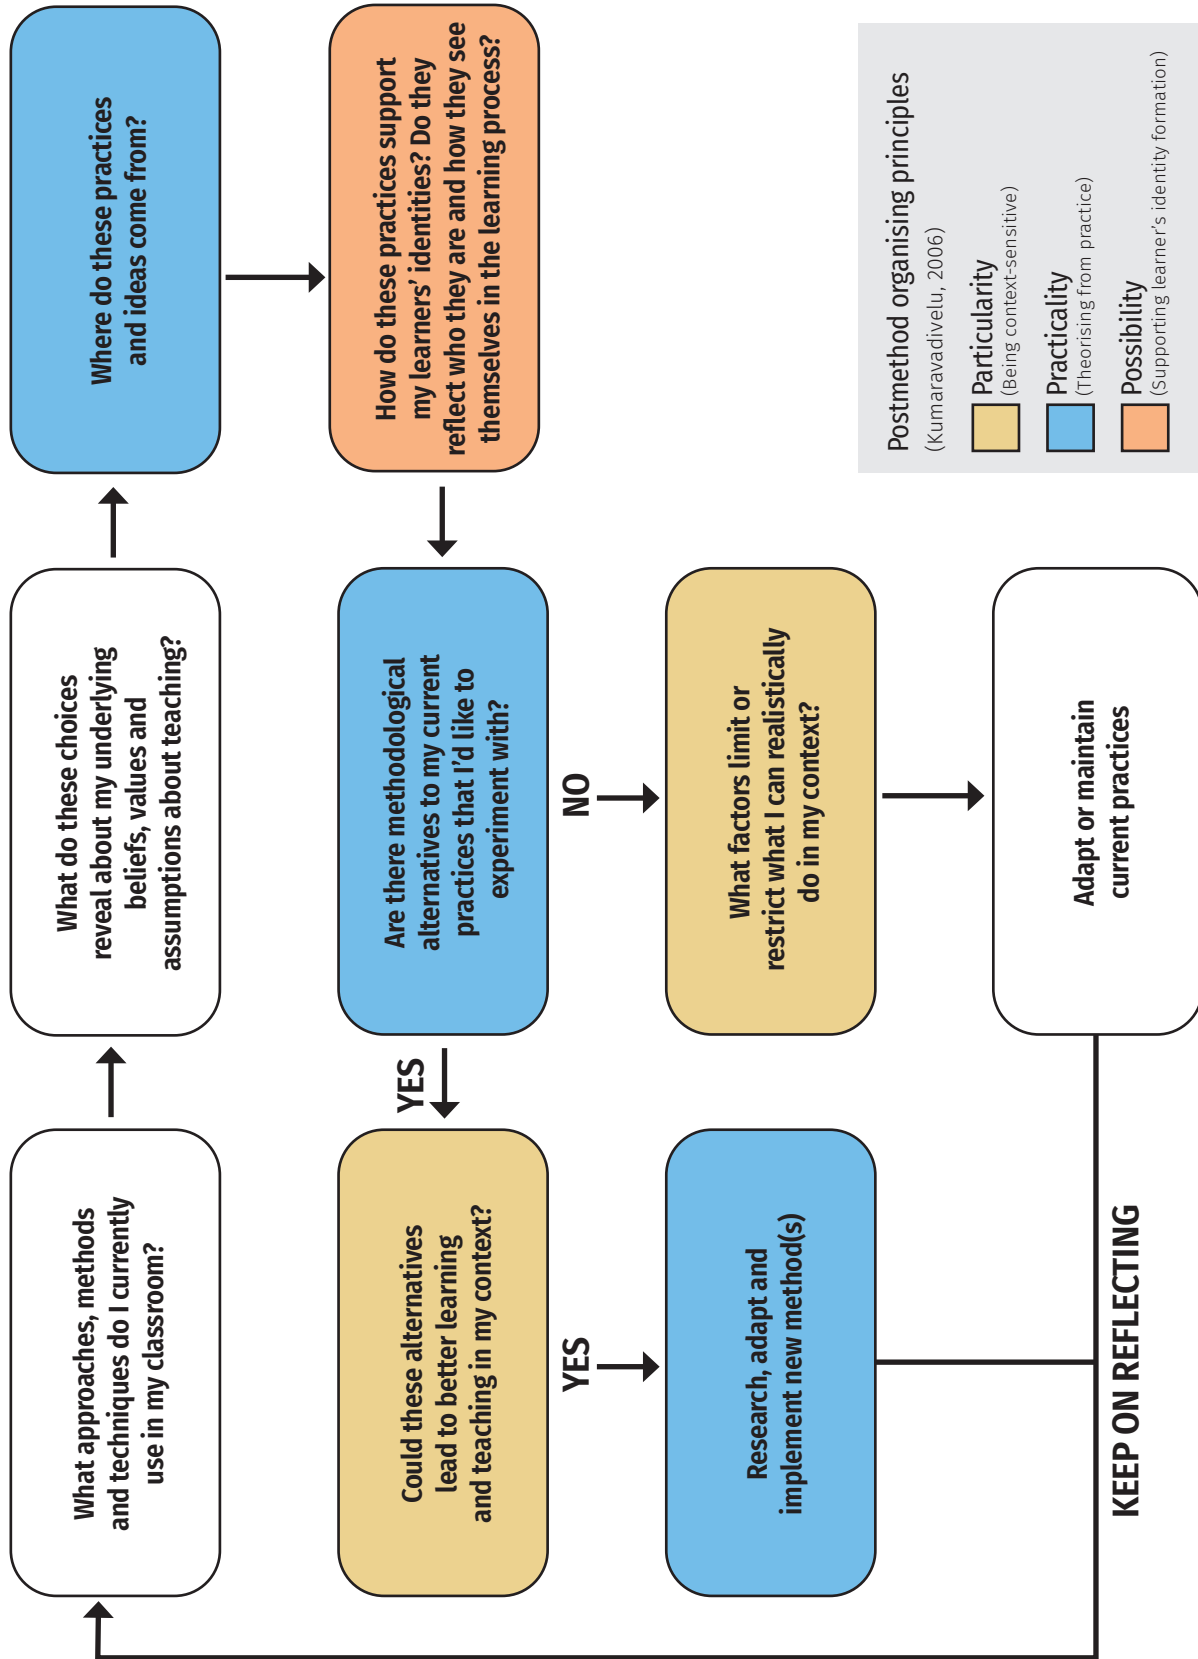 What approaches, methods
and techniques do I currently
use in my classroom?
What do these choices
reveal about my underlying
beliefs, values and
assumptions about teaching?
Where do these practices
and ideas come from?
How do these practices support
my learners' identities? Do they
reflect who they are and how they see
themselves in the learning process?
Are there methodological
alternatives to my current
practices that I'd like to
experiment with?
YES
Could these alternatives
lead to better learning
and teaching in my context?
YES
Research, adapt and
implement new method(s)
NO
What factors limit or
restrict what I can realistically
do in my context?
Adapt or maintain
current practices
KEEP ON REFLECTING
Postmethod organising principles
(Kumaravadivelu, 2006)
Particularity
(Being context-sensitive)
Practicality
(Theorising from practice)
Possibility
(Supporting learner's identity formation)